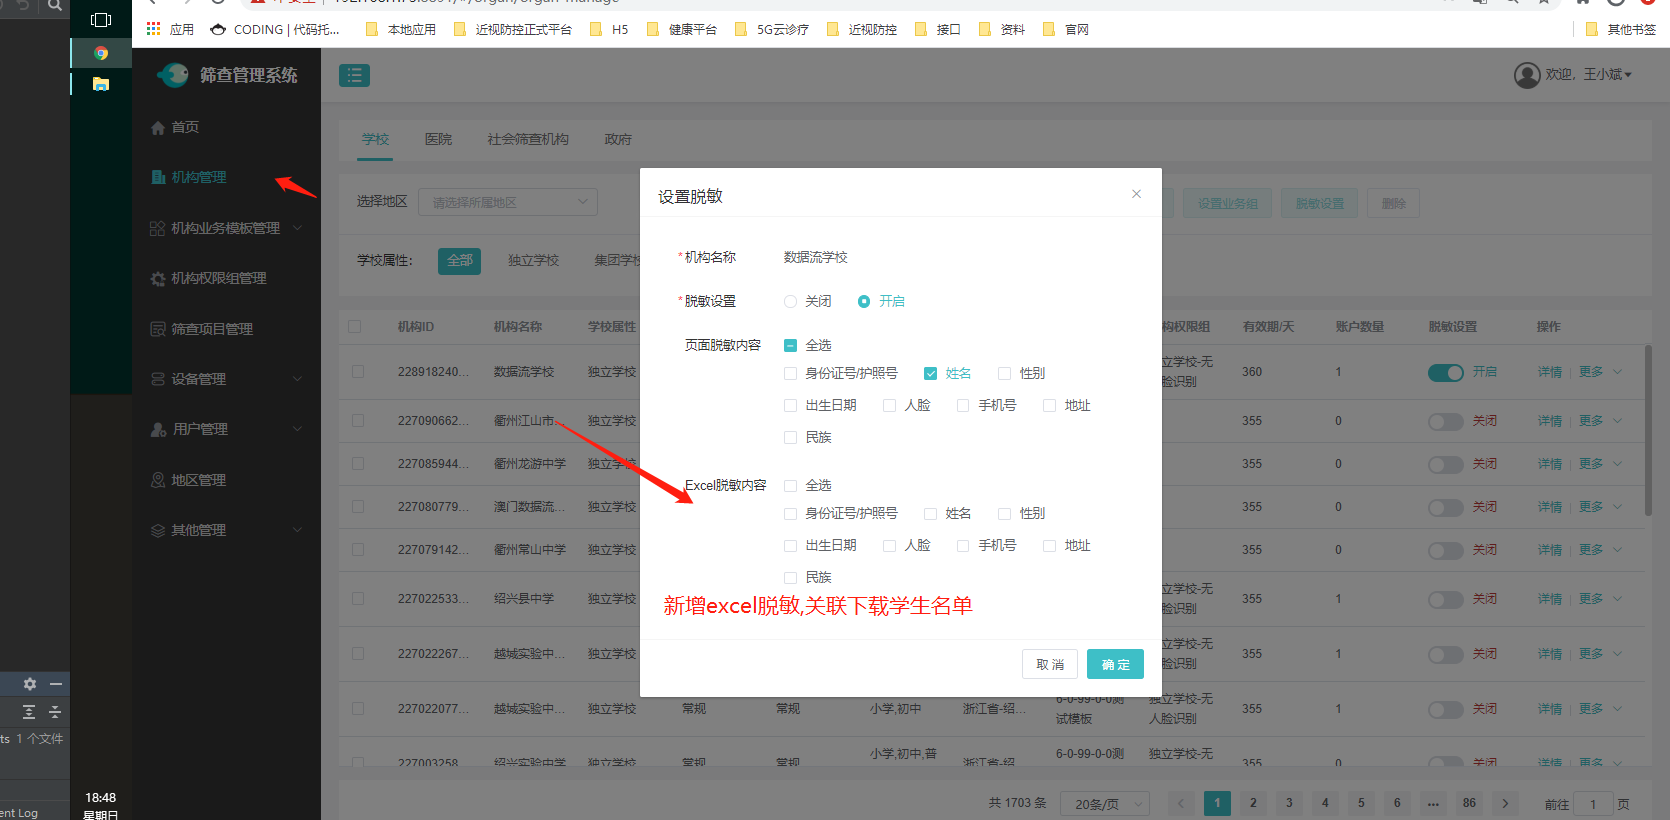 应用
CODING | 代码托...
本地应用
近视防控正式平台
H5
健康平台
5G云诊疗
近视防控
接口
资料
官网
其他书签
筛查管理系统
欢迎，王小斌
首页
机构管理
机构业务模板管理
机构权限组管理
筛查项目管理
设备管理
用户管理
地区管理
其他管理
学校
医院
社会筛查机构
政府
选择地区
请选择所属地区
设置业务组
脱敏设置
删除
学校属性：
全部
独立学校
集团学校
机构ID
机构名称
学校属性
构权限组
有效期/天
账户数量
脱敏设置
操作
228918240...
数据流学校
独立学校
立学校-无
脸识别
360
1
开启
详情
更多
227090662...
衢州江山市...
独立学校
355
0
关闭
详情
更多
227085944...
衢州龙游中学
独立学校
355
0
关闭
详情
更多
227080779...
澳门数据流...
独立学校
355
0
关闭
详情
更多
227079142...
衢州常山中学
独立学校
355
0
关闭
详情
更多
227022533...
绍兴县中学
独立学校
立学校-无
脸识别
355
1
关闭
详情
更多
227022267...
越城实验中...
独立学校
立学校-无
脸识别
355
1
关闭
详情
更多
227022077...
越城实验中...
独立学校
常规
常规
小学,初中
浙江省-绍...
6-0-99-0-0测
试模板
独立学校-无
人脸识别
355
1
关闭
详情
更多
227003258
绍兴实验中学
独立学校
常规
常规
小学,初中,普
浙江省-绍
6-0-99-0-0测
独立学校-无
355
0
关闭
详情
更多
共 1703 条
20条/页
1
2
3
4
5
6
...
86
前往
1
页
设置脱敏
*机构名称
数据流学校
*脱敏设置
关闭
开启
页面脱敏内容
全选
身份证号/护照号
姓名
性别
出生日期
人脸
手机号
地址
民族
Excel脱敏内容
全选
身份证号/护照号
姓名
性别
出生日期
人脸
手机号
地址
民族
新增excel脱敏,关联下载学生名单
取 消
确 定
ts 1 个文件
ent Log
18:48
星期日